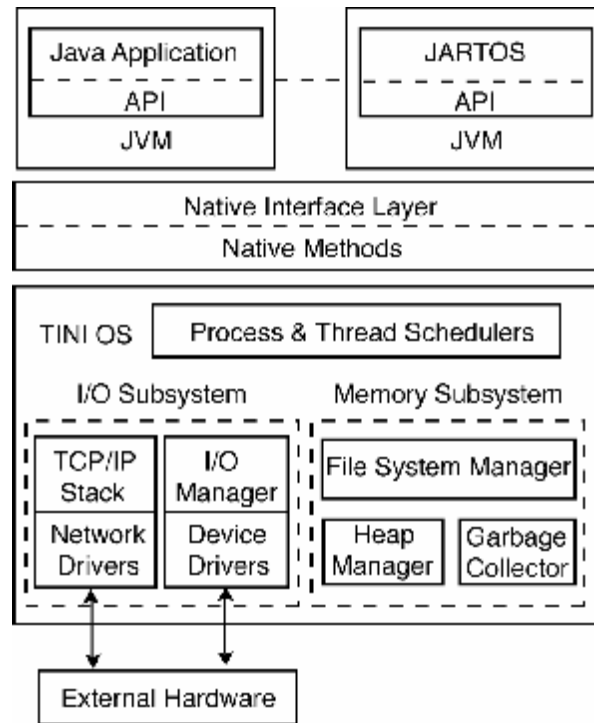 Java Application
API
JVM
JARTOS
API
JVM
Native Interface Layer
Native Methods
TINI OS
Process & Thread Schedulers
I/O Subsystem
TCP/IP
Stack
Network
Drivers
I/O
Manager
Device
Drivers
Memory Subsystem
File System Manager
Heap
Manager
Garbage
Collector
External Hardware